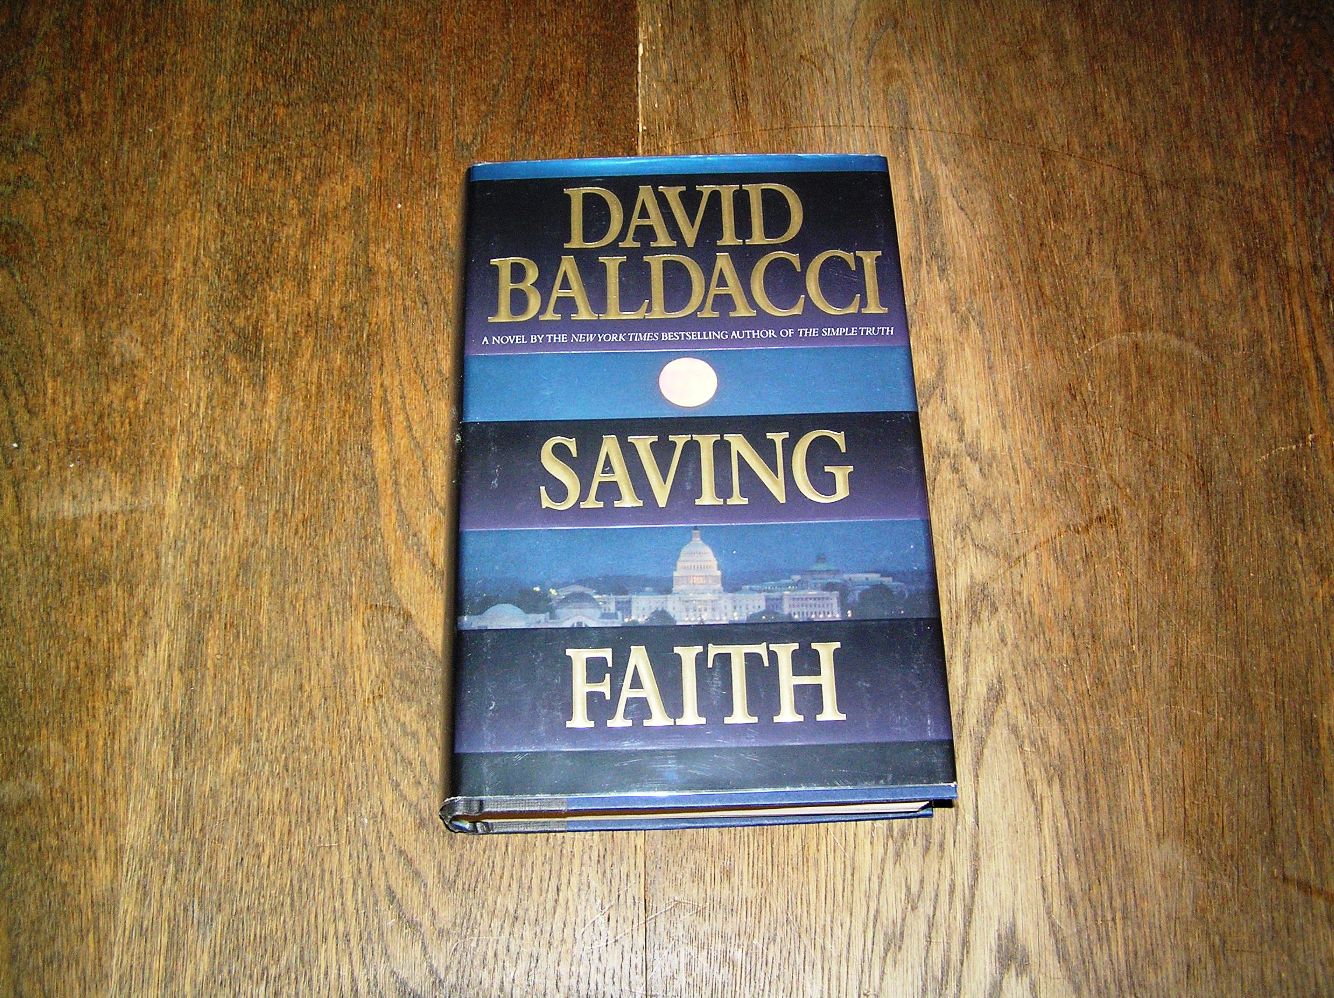 DAVID
BALDACCI
A NOVEL BY THE NEW YORK TIMES BESTSELLING AUTHOR OF THE SIMPLE TRUTH
SAVING
FAITH